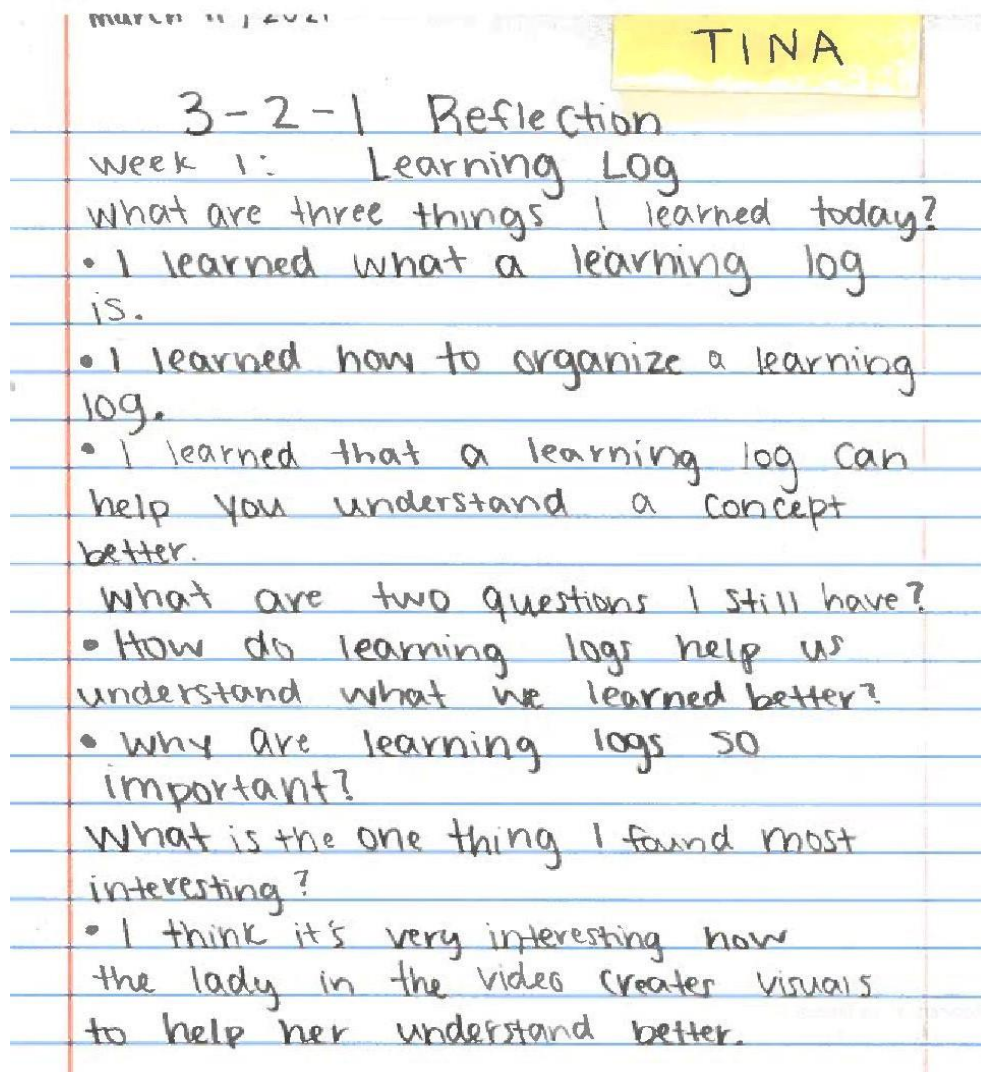 TINA
3-2-1 Reflection
Week 1: Learning Log
What are three things I learned today?
• I learned what a learning log
is.
• I learned how to organize a learning
log.
• I learned that a learning log can
help you understand a concept
better.
What are two questions I still have?
• How do learning logs help us
understand what we learned better?
• Why are learning logs so
important?
What is the one thing I found most
interesting?
• I think it's very interesting how
the lady in the video creates visuals
to help her understand better.